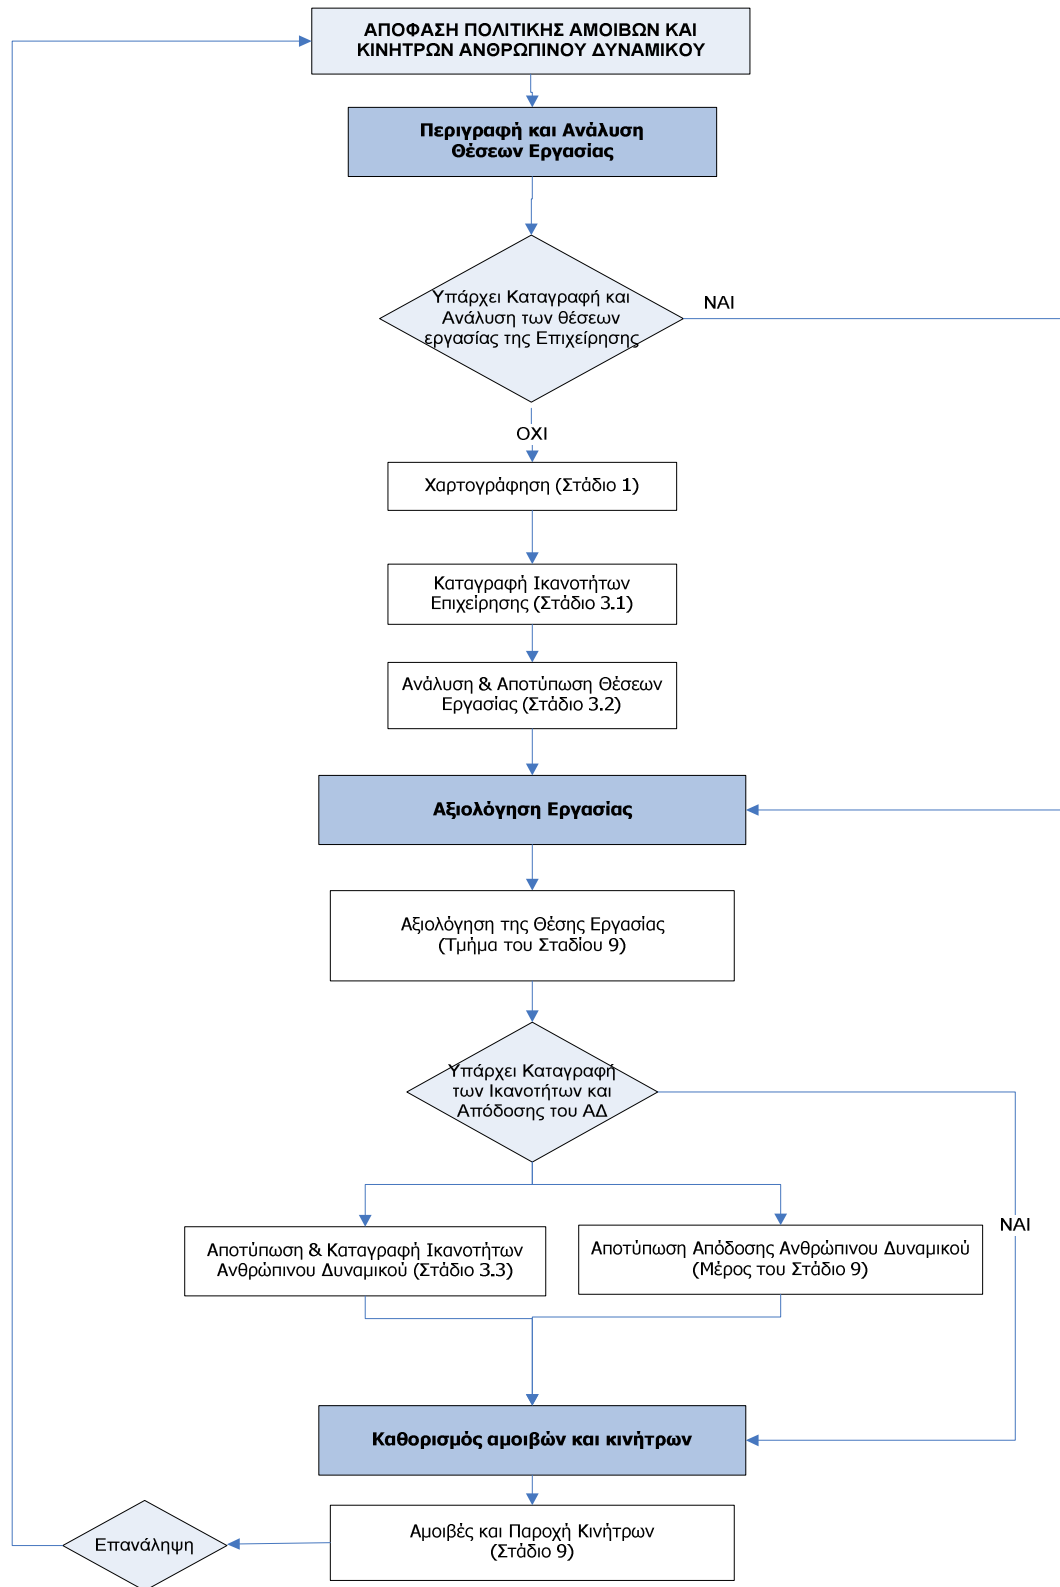 ΑΠΟΦΑΣΗ ΠΟΛΙΤΙΚΗΣ ΑΜΟΙΒΩΝ ΚΑΙ
ΚΙΝΗΤΡΩΝ ΑΝΘΡΩΠΙΝΟΥ ΔΥΝΑΜΙΚΟΥ
Περιγραφή και Ανάλυση
Θέσεων Εργασίας
Υπάρχει Καταγραφή και
Ανάλυση των θέσεων
εργασίας της Επιχείρησης
ΝΑΙ
ΟΧΙ
Χαρτογράφηση (Στάδιο 1)
Καταγραφή Ικανοτήτων
Επιχείρησης (Στάδιο 3.1)
Ανάλυση & Αποτύπωση Θέσεων
Εργασίας (Στάδιο 3.2)
Αξιολόγηση Εργασίας
Αξιολόγηση της Θέσης Εργασίας
(Τμήμα του Σταδίου 9)
Υπάρχει Καταγραφή
των Ικανοτήτων και
Απόδοσης του ΑΔ
ΝΑΙ
Αποτύπωση & Καταγραφή Ικανοτήτων
Ανθρώπινου Δυναμικού (Στάδιο 3.3)
Αποτύπωση Απόδοσης Ανθρώπινου Δυναμικού
(Μέρος του Στάδιο 9)
Καθορισμός αμοιβών και κινήτρων
Αμοιβές και Παροχή Κινήτρων
(Στάδιο 9)
Επανάληψη